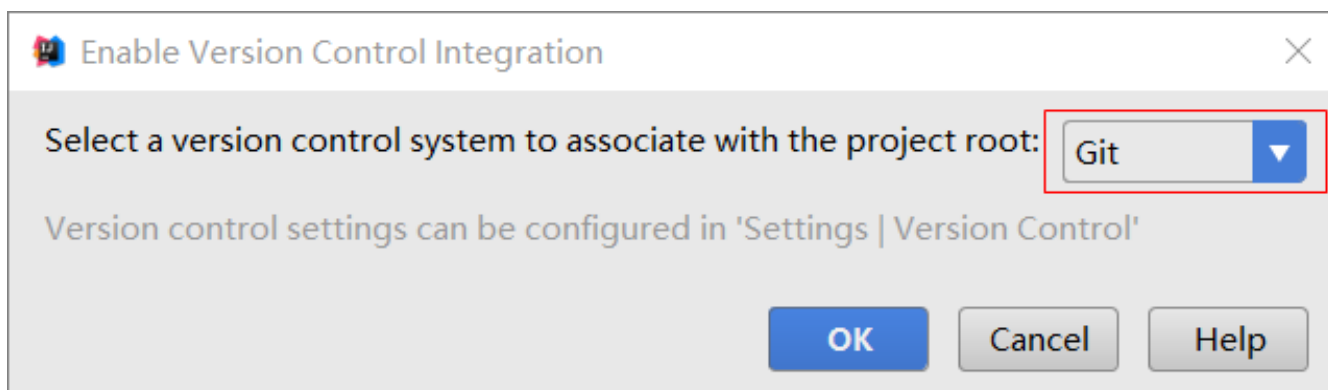 Enable Version Control Integration
Select a version control system to associate with the project root: Git
Version control settings can be configured in 'Settings | Version Control'
OK Cancel Help